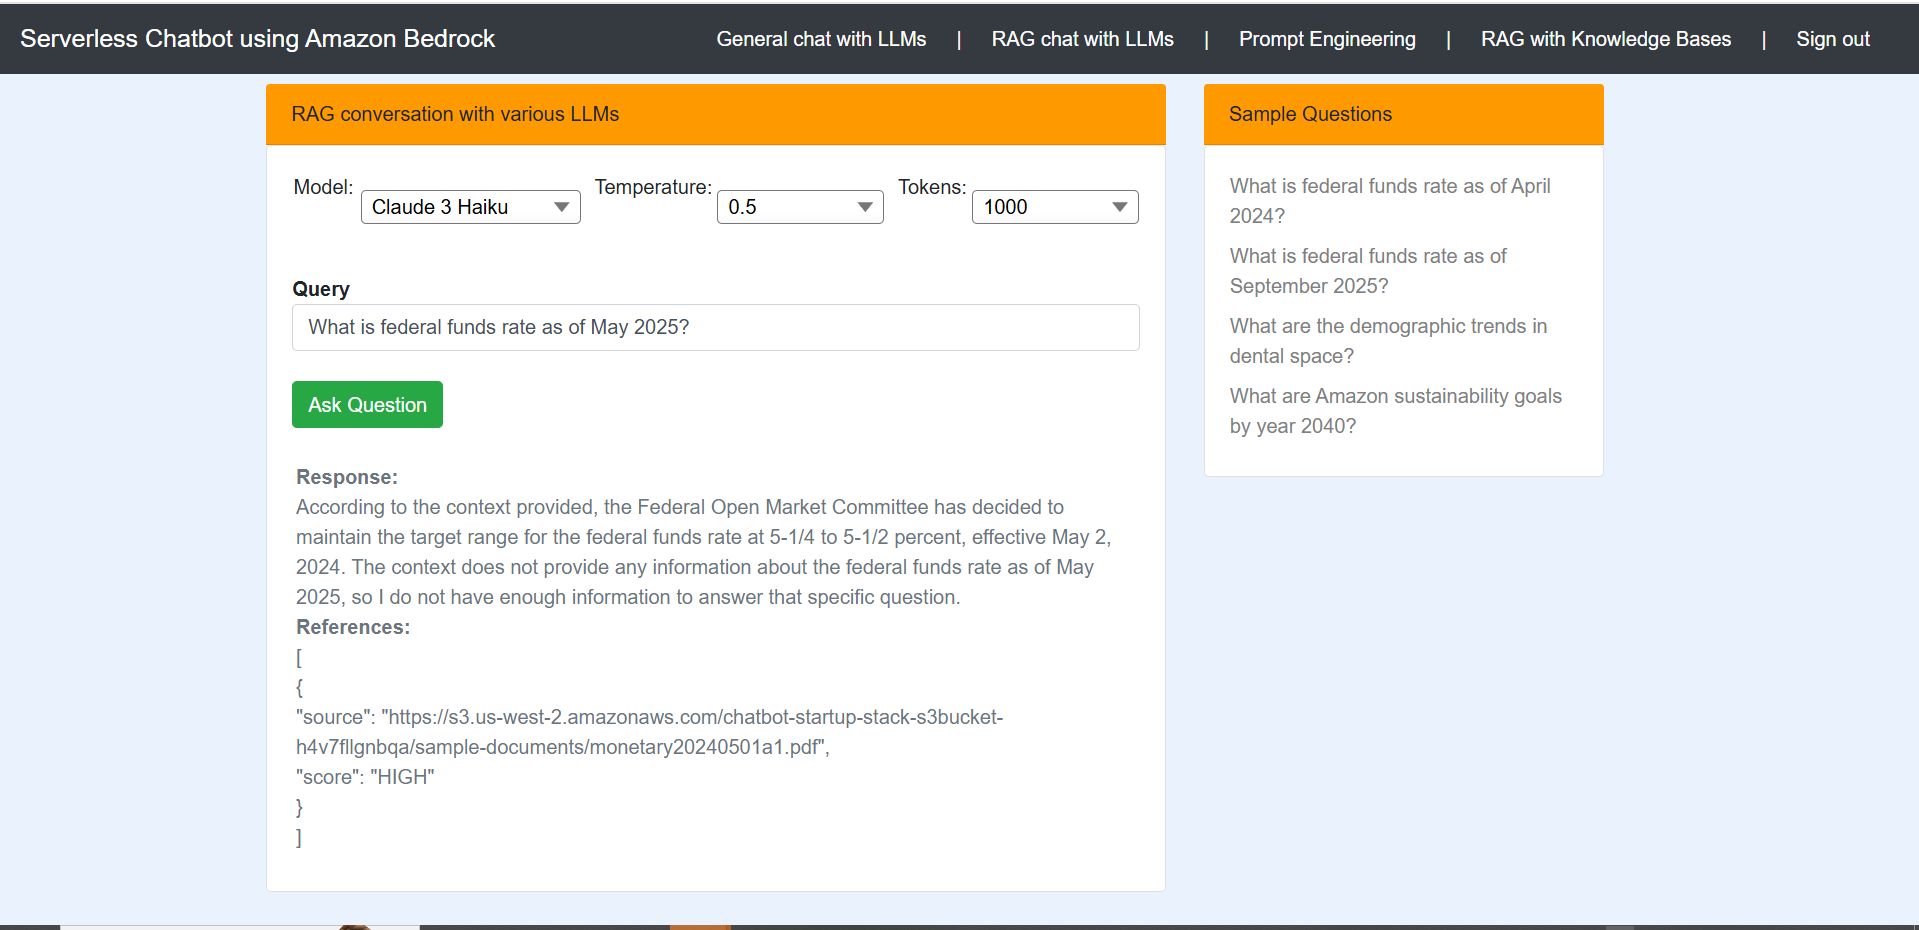 Serverless Chatbot using Amazon Bedrock
General chat with LLMs | RAG chat with LLMs | Prompt Engineering | RAG with Knowledge Bases | Sign out
RAG conversation with various LLMs
Model: Claude 3 Haiku Temperature: 0.5 Tokens: 1000
Query
What is federal funds rate as of May 2025?
Ask Question
Response:
According to the context provided, the Federal Open Market Committee has decided to
maintain the target range for the federal funds rate at 5-1/4 to 5-1/2 percent, effective May 2,
2024. The context does not provide any information about the federal funds rate as of May
2025, so I do not have enough information to answer that specific question.
References:
[
{
"source": "https://s3.us-west-2.amazonaws.com/chatbot-startup-stack-s3bucket-
h4v7fllgnbqa/sample-documents/monetary20240501a1.pdf",
"score": "HIGH"
}
]
Sample Questions
What is federal funds rate as of April
2024?
What is federal funds rate as of
September 2025?
What are the demographic trends in
dental space?
What are Amazon sustainability goals
by year 2040?